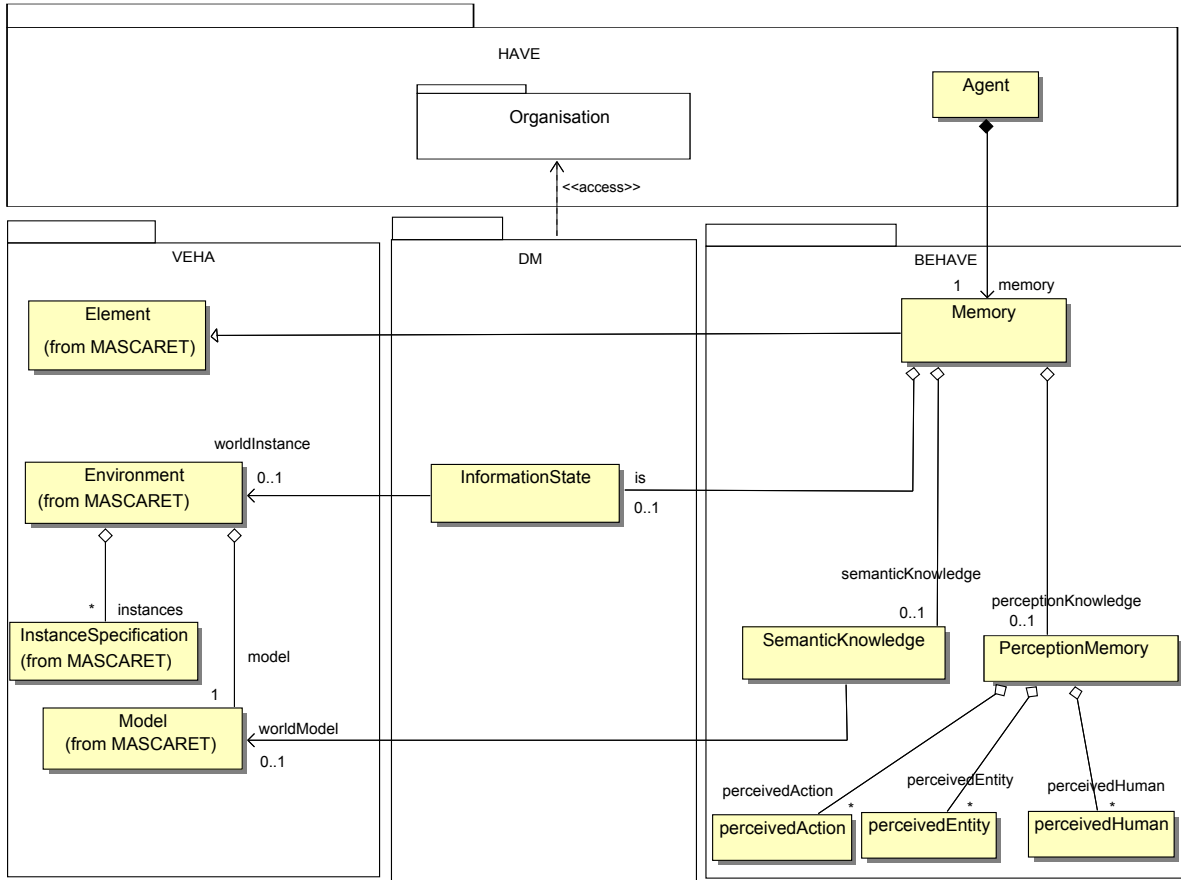 HAVE
Organisation
Agent
<<access>>
VEHA
DM
BEHAVE
1
memory
Element
(from MASCARET)
Memory
worldInstance
0..1
Environment
(from MASCARET)
InformationState
is
0..1
semanticKnowledge
0..1
perceptionKnowledge
0..1
*
instances
InstanceSpecification
(from MASCARET)
SemanticKnowledge
PerceptionMemory
model
1
Model
(from MASCARET)
worldModel
0..1
perceivedAction
*
perceivedEntity
*
perceivedHuman
*
perceivedAction
perceivedEntity
perceivedHuman